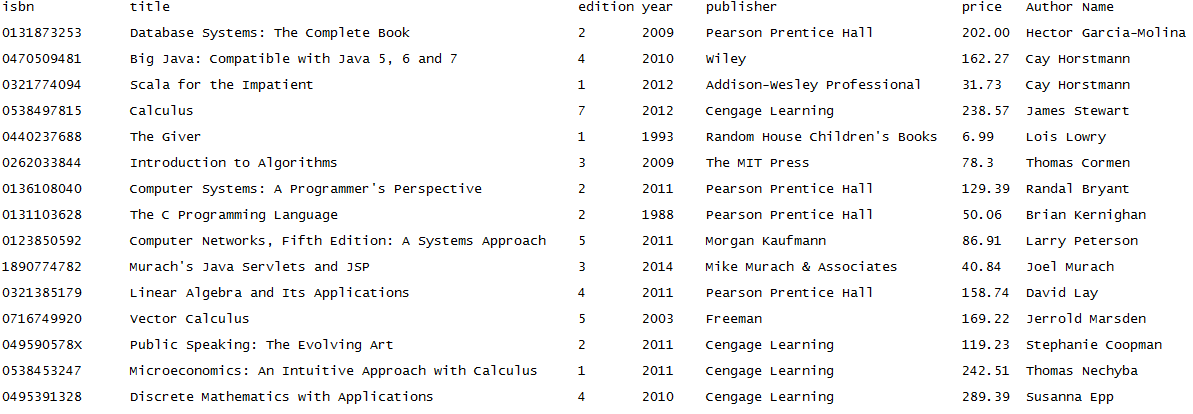 isbn title edition year publisher price Author Name
0131873253 Database Systems: The Complete Book 2 2009 Pearson Prentice Hall 202.00 Hector Garcia-Molina
0470509481 Big Java: Compatible with Java 5, 6 and 7 4 2010 Wiley 162.27 Cay Horstmann
0321774094 Scala for the Impatient 1 2012 Addison-Wesley Professional 31.73 Cay Horstmann
0538497815 Calculus 7 2012 Cengage Learning 238.57 James Stewart
0440237688 The Giver 1 1993 Random House Children's Books 6.99 Lois Lowry
0262033844 Introduction to Algorithms 3 2009 The MIT Press 78.3 Thomas Cormen
0136108040 Computer Systems: A Programmer's Perspective 2 2011 Pearson Prentice Hall 129.39 Randal Bryant
0131103628 The C Programming Language 2 1988 Pearson Prentice Hall 50.06 Brian Kernighan
0123850592 Computer Networks, Fifth Edition: A Systems Approach 5 2011 Morgan Kaufmann 86.91 Larry Peterson
1890774782 Murach's Java Servlets and JSP 3 2014 Mike Murach & Associates 40.84 Joel Murach
0321385179 Linear Algebra and Its Applications 4 2011 Pearson Prentice Hall 158.74 David Lay
0716749920 Vector Calculus 5 2003 Freeman 169.22 Jerrold Marsden
049590578X Public Speaking: The Evolving Art 2 2011 Cengage Learning 119.23 Stephanie Coopman
0538453247 Microeconomics: An Intuitive Approach with Calculus 1 2011 Cengage Learning 242.51 Thomas Nechyba
0495391328 Discrete Mathematics with Applications 4 2010 Cengage Learning 289.39 Susanna Epp